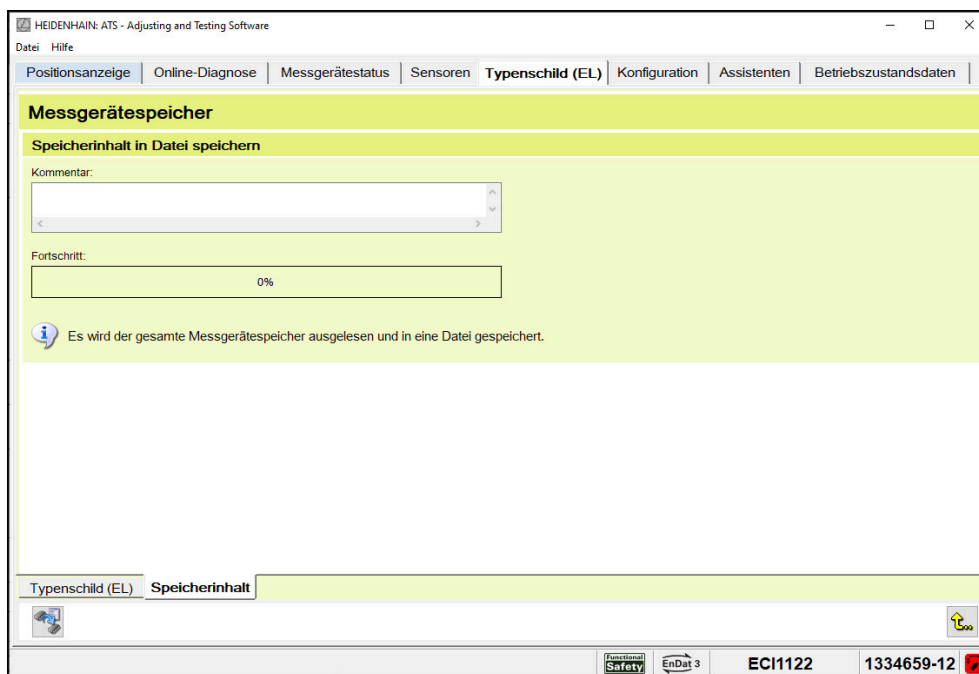 HEIDENHAIN: ATS - Adjusting and Testing Software
Datei Hilfe
Positionsanzeige Online-Diagnose Messgerätestatus Sensoren Typenschild (EL) Konfiguration Assistenten Betriebszustandsdaten
Messgerätespeicher
Speicherinhalt in Datei speichern
Kommentar:
Fortschritt:
0%
Es wird der gesamte Messgerätespeicher ausgelesen und in eine Datei gespeichert.
Typenschild (EL) Speicherinhalt
Functional Safety EnDat 3 ECI1122 1334659-12